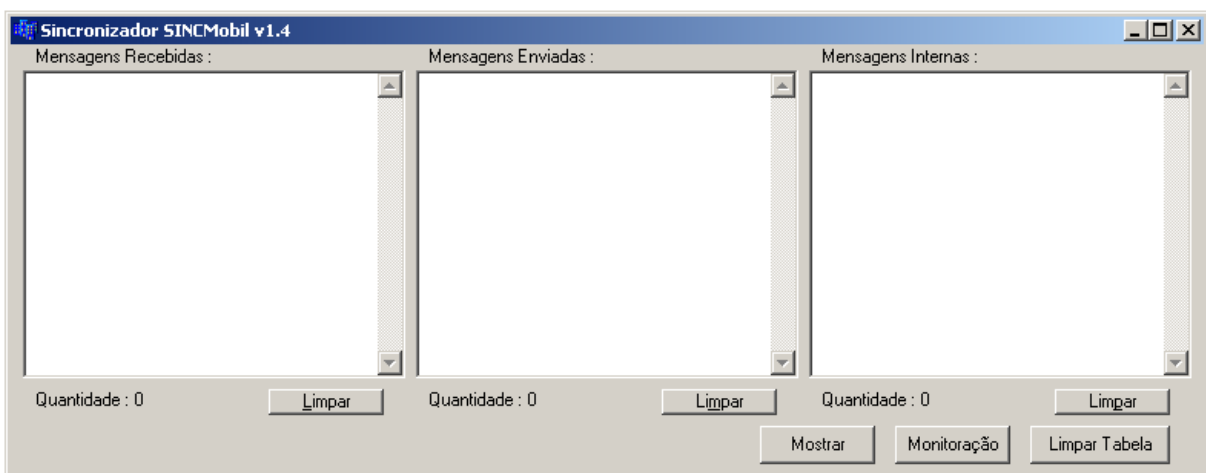 Sincronizador SINCMobil v1.4
Mensagens Recebidas :
Mensagens Enviadas :
Mensagens Internas :
Quantidade : 0
Limpar
Quantidade : 0
Limpar
Quantidade : 0
Limpar
Mostrar
Monitoração
Limpar Tabela